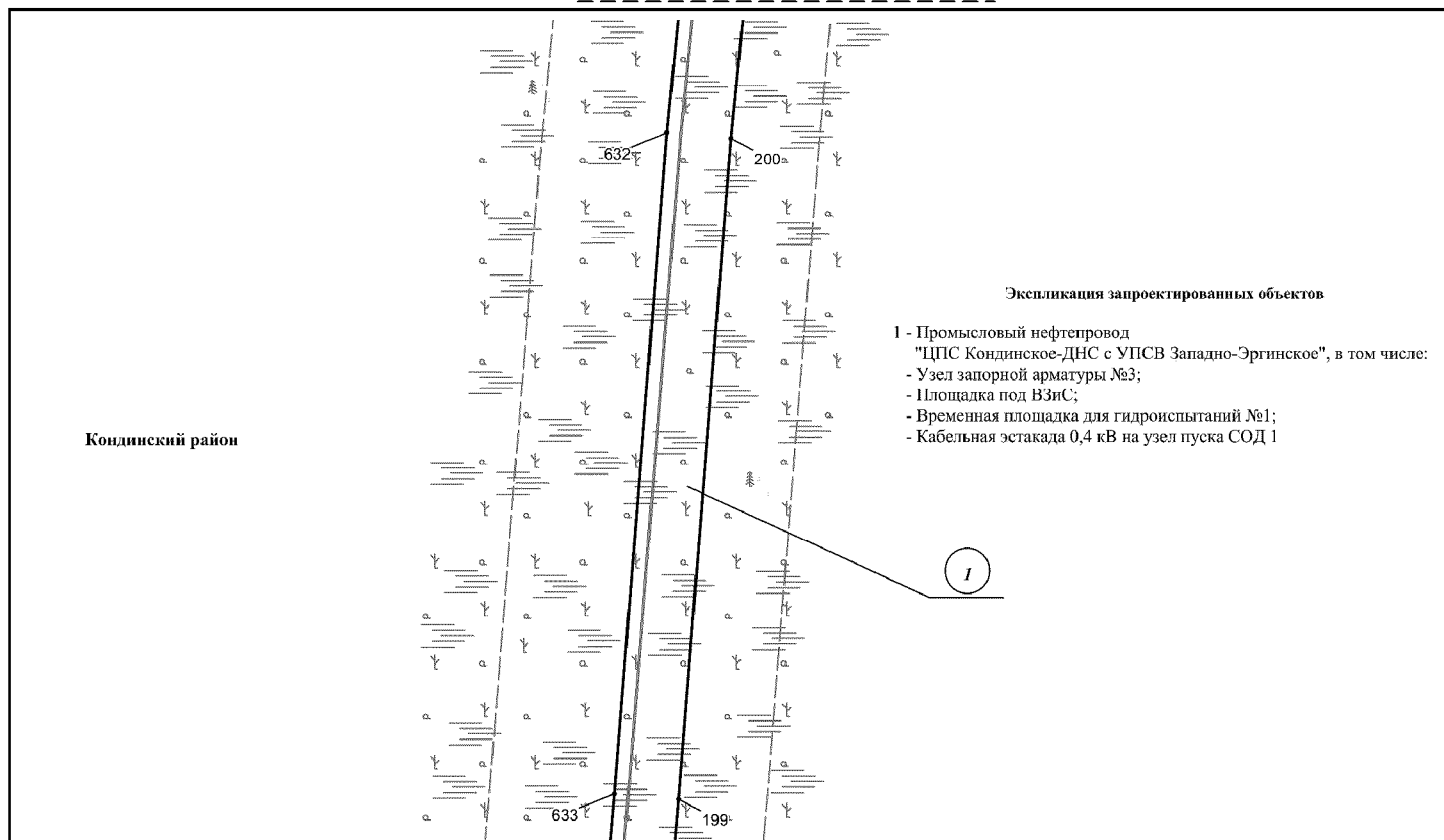 632
200
Экспликация запроектированных объектов
1 - Промысловый нефтепровод
"ЦПС Кондинское-ДНС с УПСВ Западно-Эргинское", в том числе:
- Узел запорной арматуры №3;
- Площадка под ВЗиС;
- Временная площадка для гидроиспытаний №1;
- Кабельная эстакада 0,4 кВ на узел пуска СОД 1
Кондинский район
1
633
199